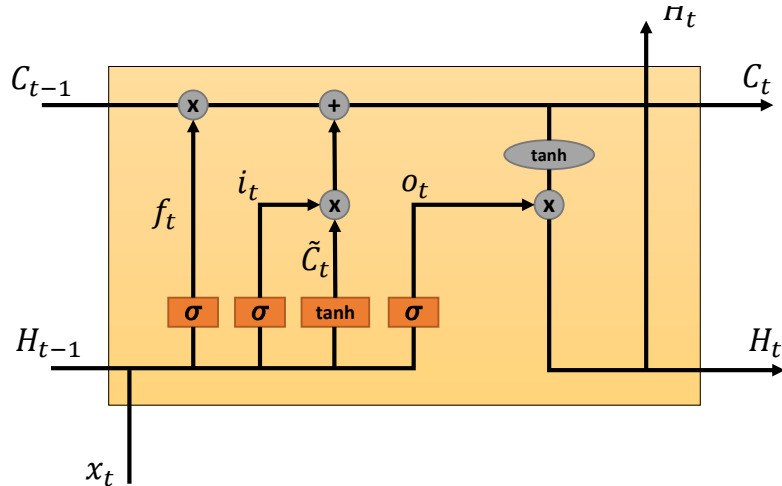 H_t
C_{t-1}
C_t
x
+
tanh
i_t
o_t
x
x
f_t
C̃_t
σ
σ
tanh
σ
H_{t-1}
H_t
x_t